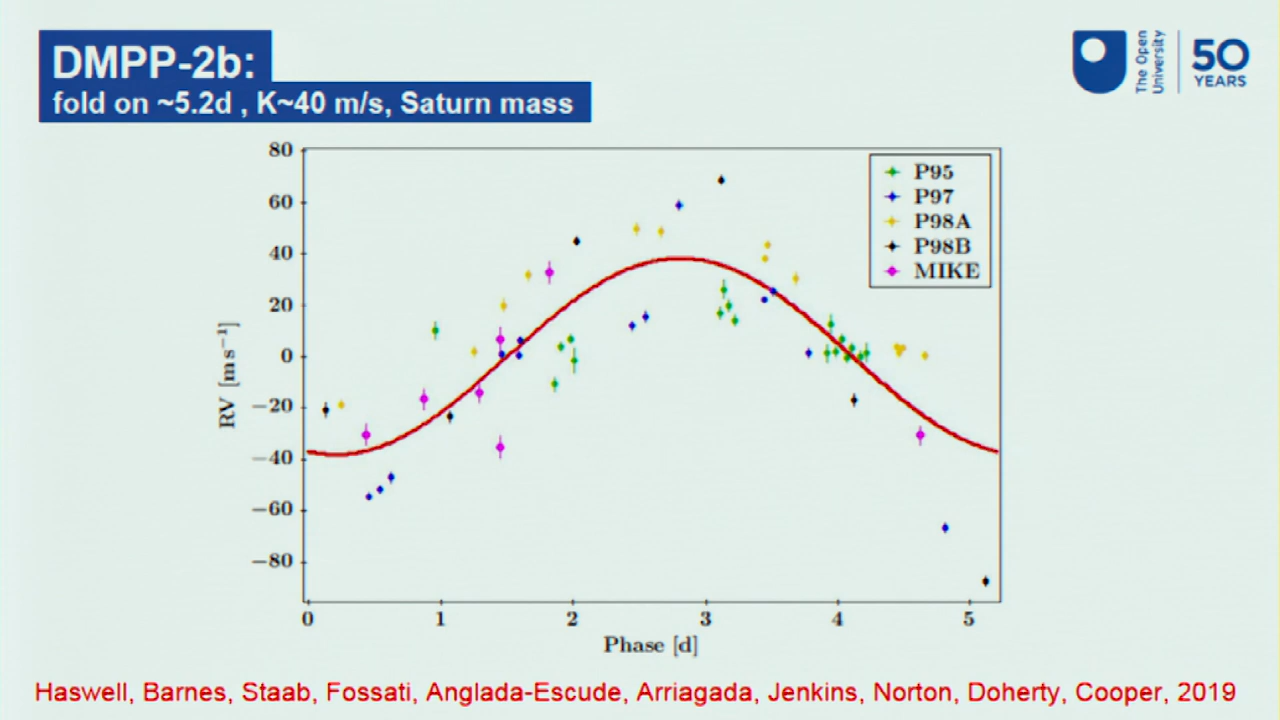 DMPP-2b:
fold on ~5.2d , K~40 m/s, Saturn mass
The Open
University
50
YEARS
80
60
40
20
0
−20
−40
−60
−80
RV [m s⁻¹]
P95
P97
P98A
P98B
MIKE
0 1 2 3 4 5
Phase [d]
Haswell, Barnes, Staab, Fossati, Anglada-Escude, Arriagada, Jenkins, Norton, Doherty, Cooper, 2019